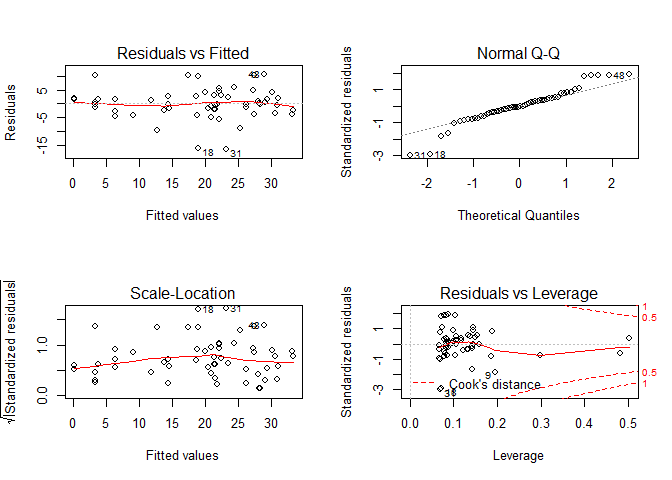 Residuals vs Fitted
Residuals
5
-5
-15
18
31
0 5 10 15 20 25 30
Fitted values
Normal Q-Q
Standardized residuals
1
-1
-3
48
31
18
-2 -1 0 1 2
Theoretical Quantiles
Scale-Location
√|Standardized residuals|
1.0
0.0
18
31
0 5 10 15 20 25 30
Fitted values
Residuals vs Leverage
Standardized residuals
1
-1
-3
1
0.5
0.5
1
9
Cook's distance
0.0 0.1 0.2 0.3 0.4 0.5
Leverage